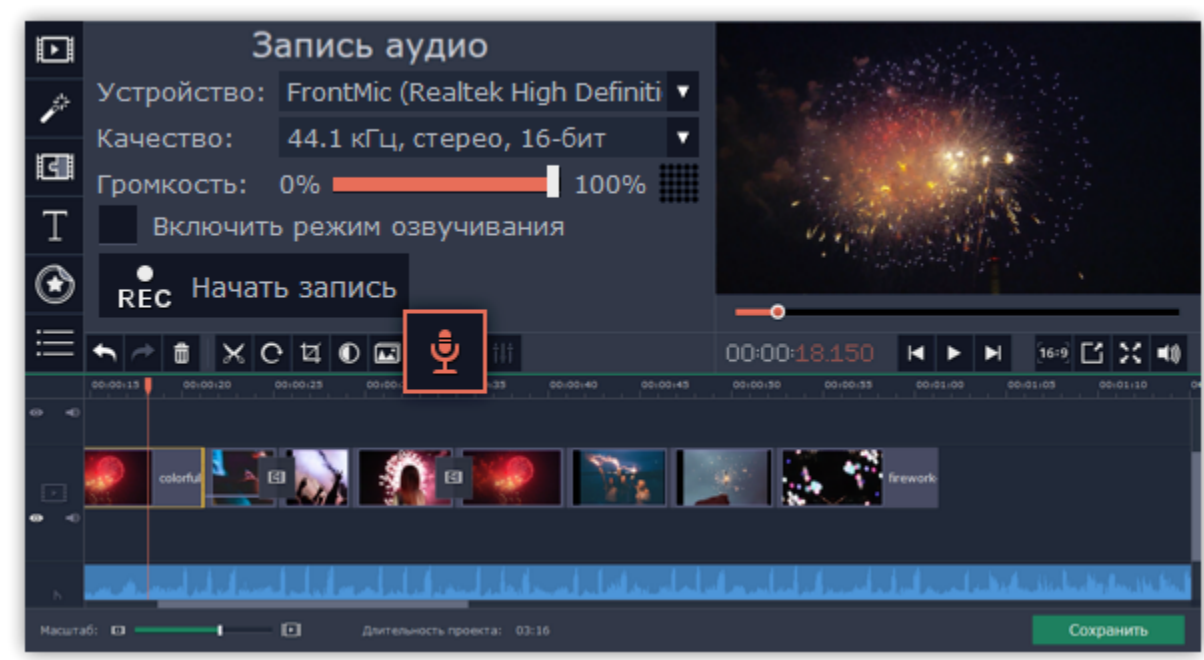 Запись аудио
Устройство: FrontMic (Realtek High Definiti
Качество: 44.1 кГц, стерео, 16-бит
Громкость: 0% 100%
Включить режим озвучивания
REC Начать запись
00:00:18.150
16:9
00:00:15 00:00:20 00:00:25 00:00: 35 00:00:40 00:00:45 00:00:50 00:00:55 00:01:00 00:01:05 00:01:10
colorful
firework
Масштаб: Длительность проекта: 03:16
Сохранить